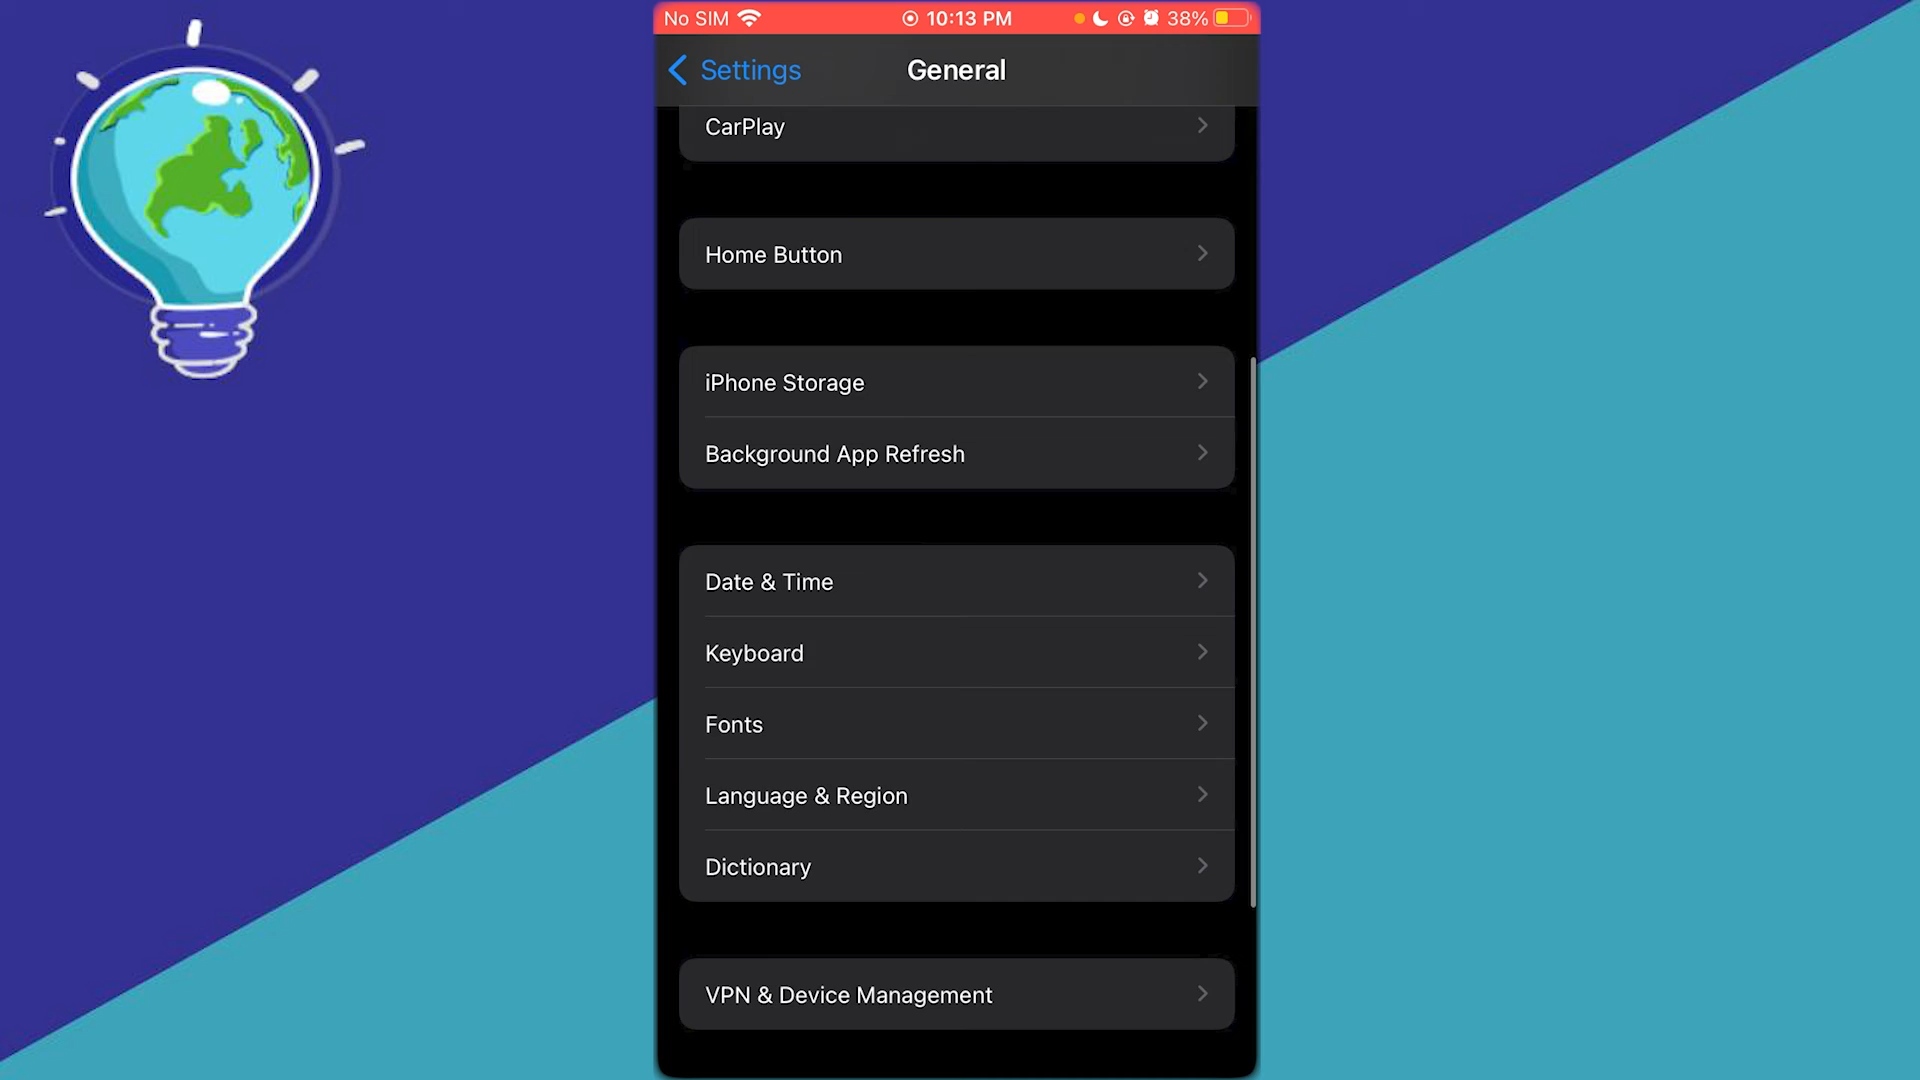 No SIM 10:13 PM 38%
Settings General
CarPlay
Home Button
iPhone Storage
Background App Refresh
Date & Time
Keyboard
Fonts
Language & Region
Dictionary
VPN & Device Management